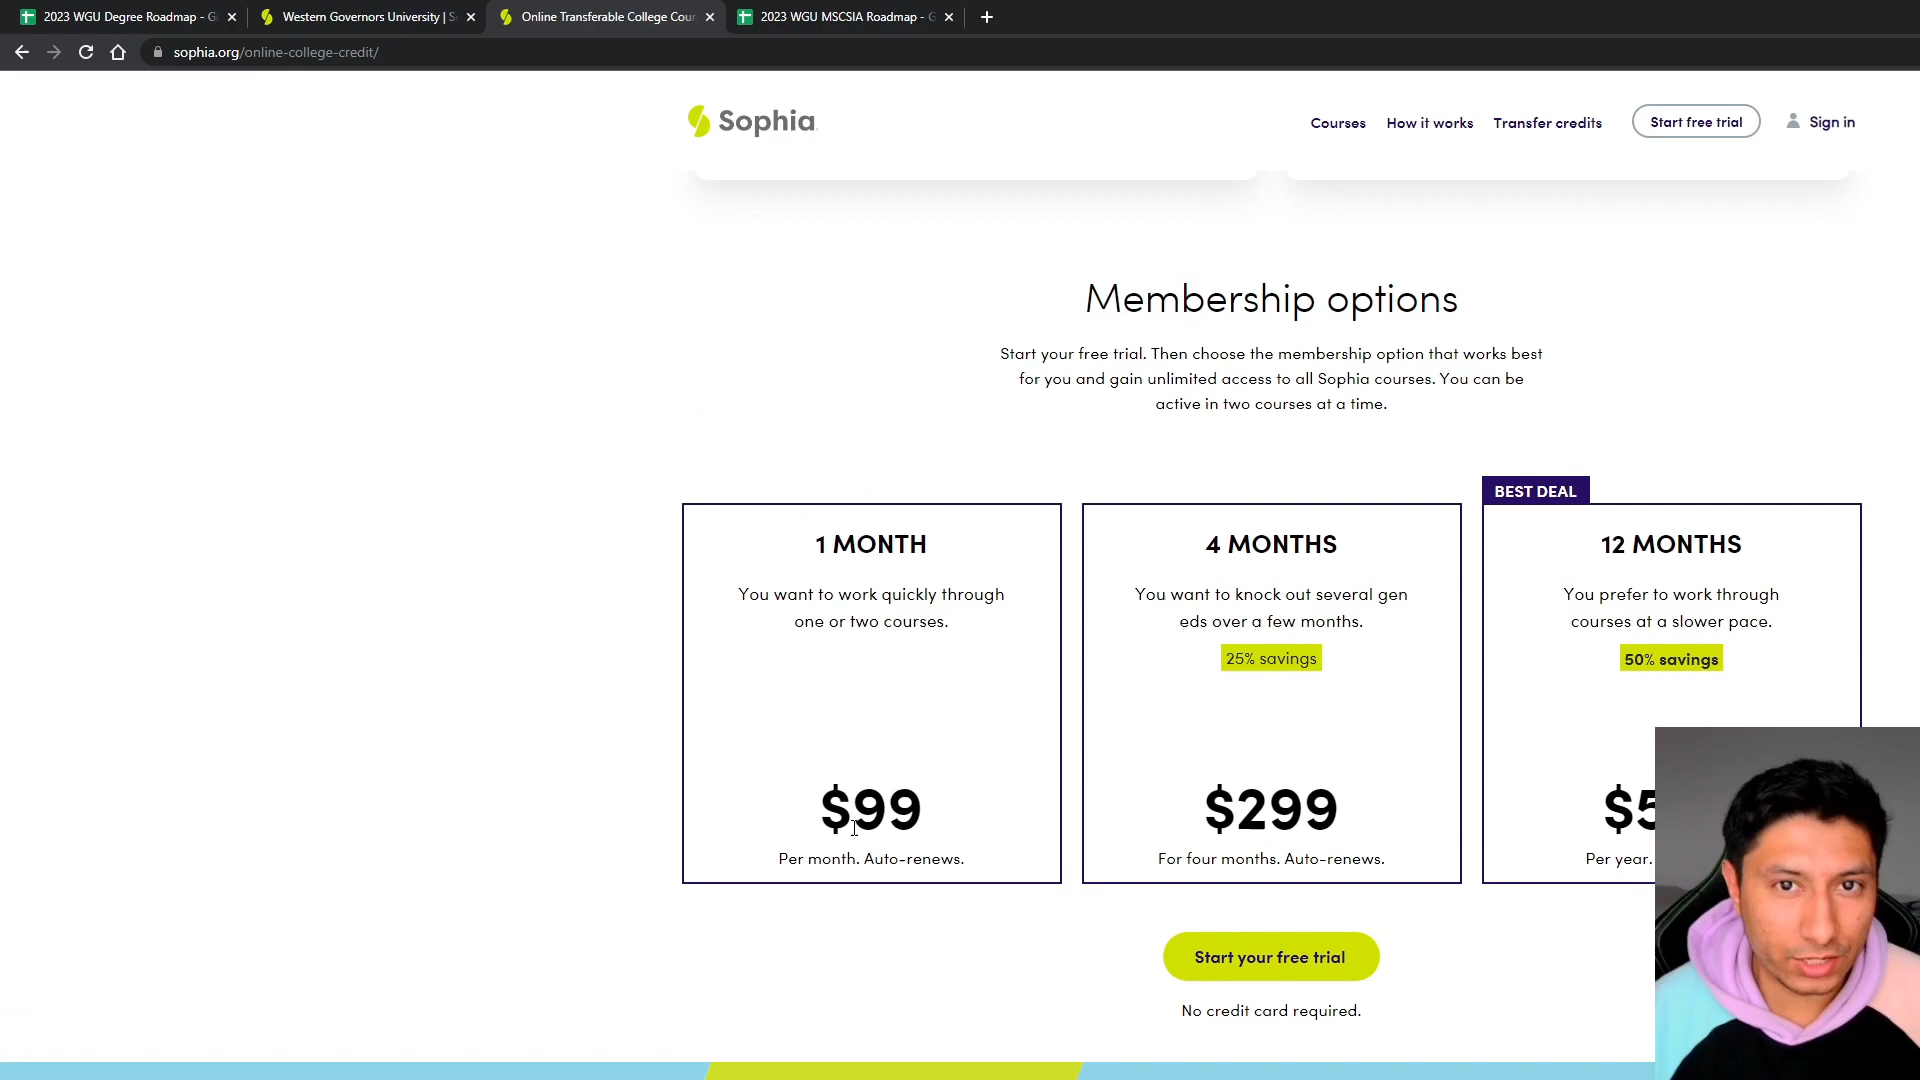 2023 WGU Degree Roadmap - G
Western Governors University | S
Online Transferable College Cour
2023 WGU MSCSIA Roadmap - G
sophia.org/online-college-credit/
Sophia
Courses
How it works
Transfer credits
Start free trial
Sign in
Membership options
Start your free trial. Then choose the membership option that works best
for you and gain unlimited access to all Sophia courses. You can be
active in two courses at a time.
1 MONTH
You want to work quickly through
one or two courses.
$99
Per month. Auto-renews.
4 MONTHS
You want to knock out several gen
eds over a few months.
25% savings
$299
For four months. Auto-renews.
BEST DEAL
12 MONTHS
You prefer to work through
courses at a slower pace.
50% savings
$5
Per year.
Start your free trial
No credit card required.